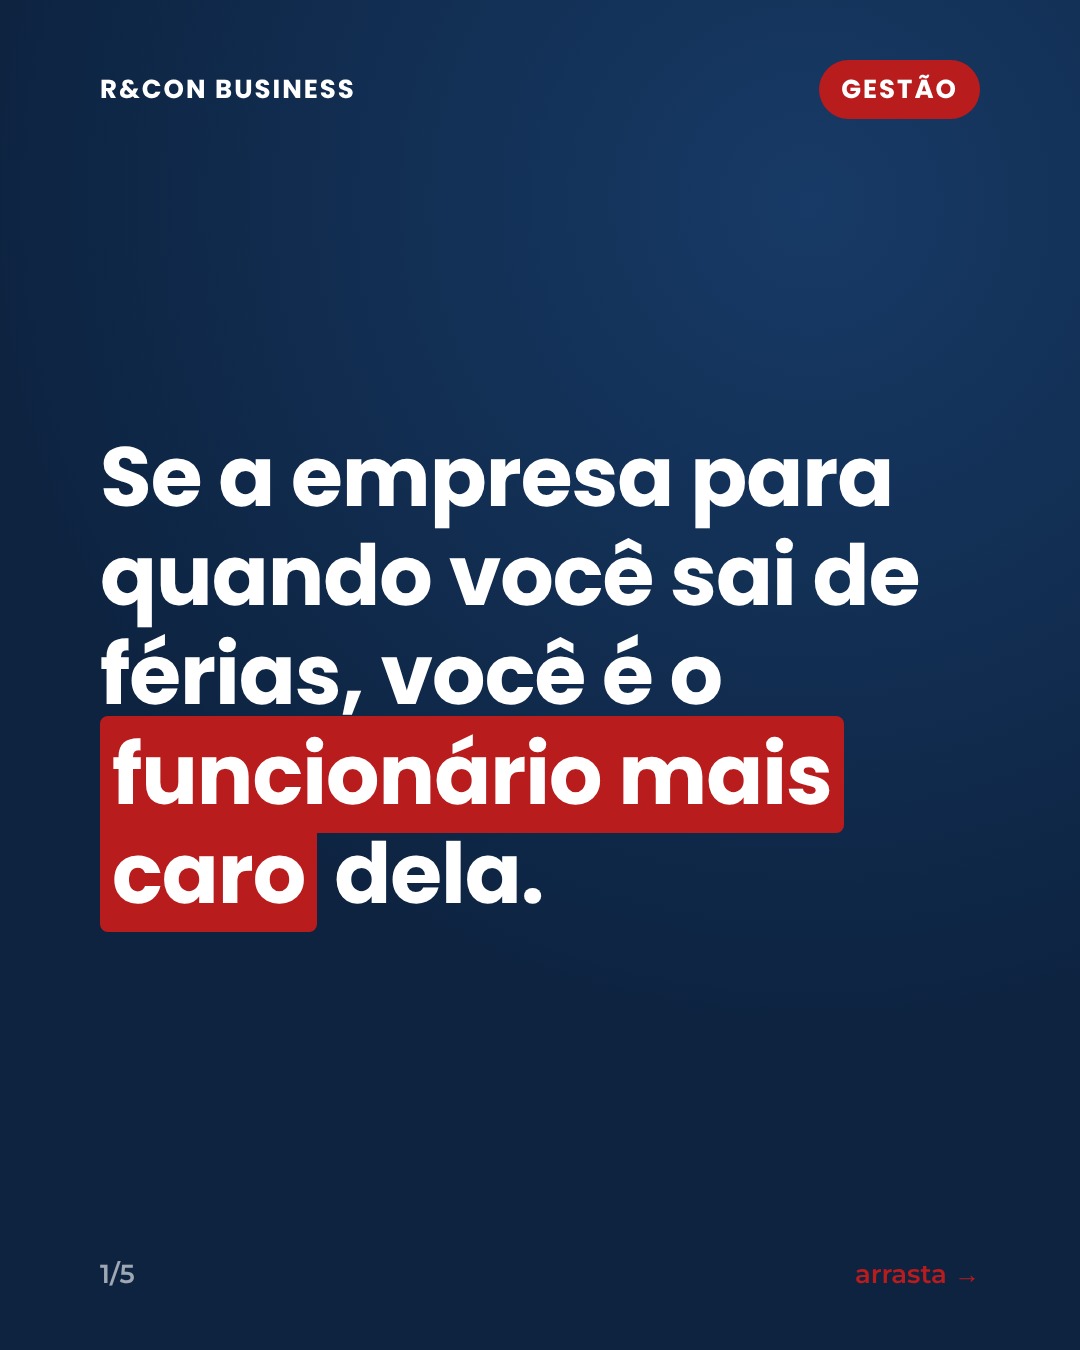 R&CON BUSINESS
GESTÃO
Se a empresa para
quando você sai de
férias, você é o
funcionário mais
caro dela.
1/5
arrasta →